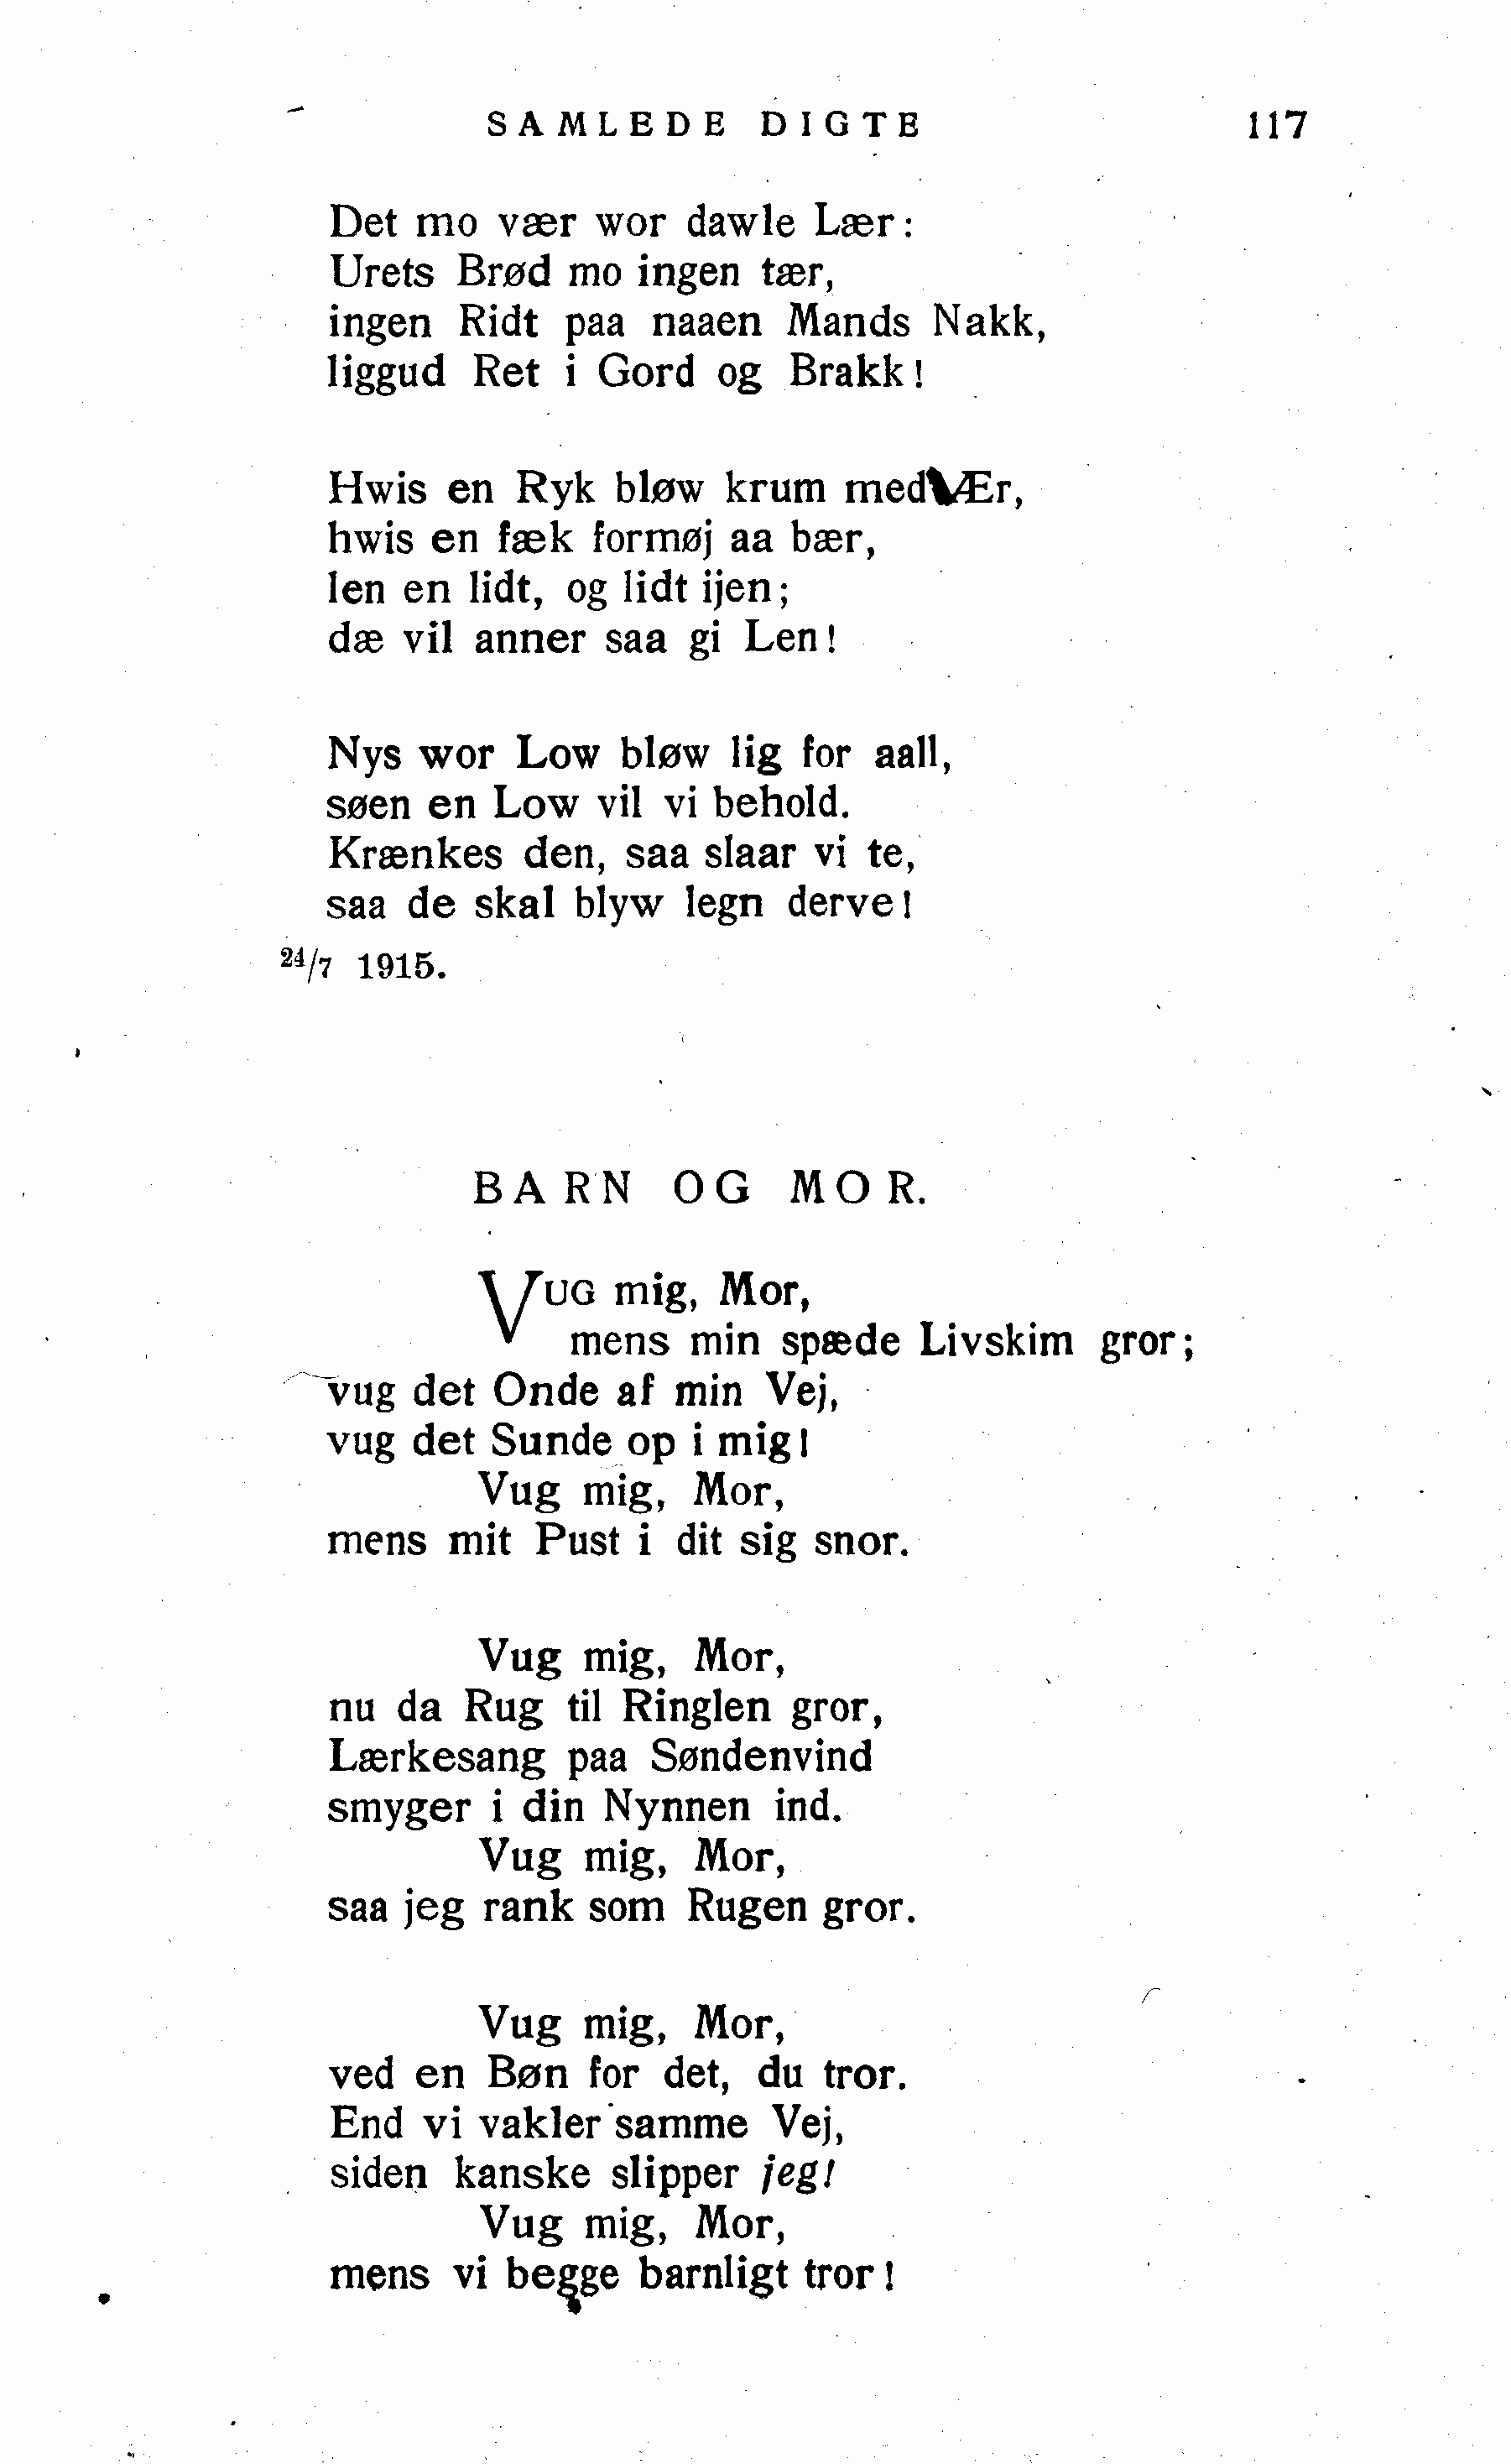 SAMLEDE DIGTE 117
Det mo vær wor dawle Lær:
Urets Brød mo ingen tær,
ingen Ridt paa naaen Mands Nakk,
liggud Ret i Gord og Brakk!
Hwis en Ryk bløw krum med Ær,
hwis en fæk formøj aa bær,
len en lidt, og lidt ijen;
dæ vil anner saa gi Len!
Nys wor Low bløw lig for aall,
søen en Low vil vi behold.
Krænkes den, saa slaar vi te,
saa de skal blyw legn derve!
24/7 1915.
BARN OG MOR.
VUG mig, Mor,
mens min spæde Livskim gror;
vug det Onde af min Vej,
vug det Sunde op i mig!
Vug mig, Mor,
mens mit Pust i dit sig snor.
Vug mig, Mor,
nu da Rug til Ringlen gror,
Lærkesang paa Søndenvind
smyger i din Nynnen ind.
Vug mig, Mor,
saa jeg rank som Rugen gror.
Vug mig, Mor,
ved en Bøn for det, du tror.
End vi vakler samme Vej,
siden kanske slipper jeg!
Vug mig, Mor,
mens vi begge barnligt tror!